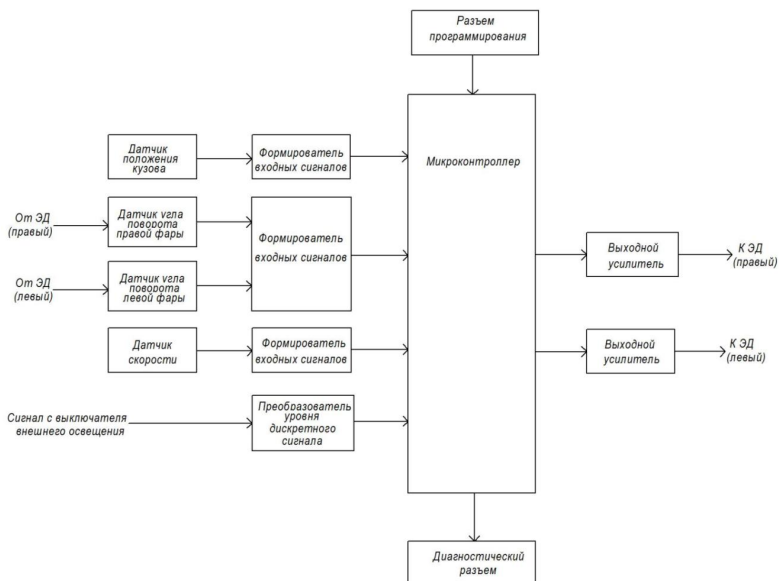 Разъем
программирования
Датчик
положения
кузова
Формирователь
входных сигналов
Микроконтроллер
От ЭД
(правый)
Датчик угла
поворота
правой фары
Формирователь
входных сигналов
Выходной
усилитель
К ЭД
(правый)
От ЭД
(левый)
Датчик угла
поворота
левой фары
Датчик
скорости
Формирователь
входных сигналов
Выходной
усилитель
К ЭД
(левый)
Сигнал с выключателя
внешнего освещения
Преобразователь
уровня
дискретного
сигнала
Диагностический
разъем